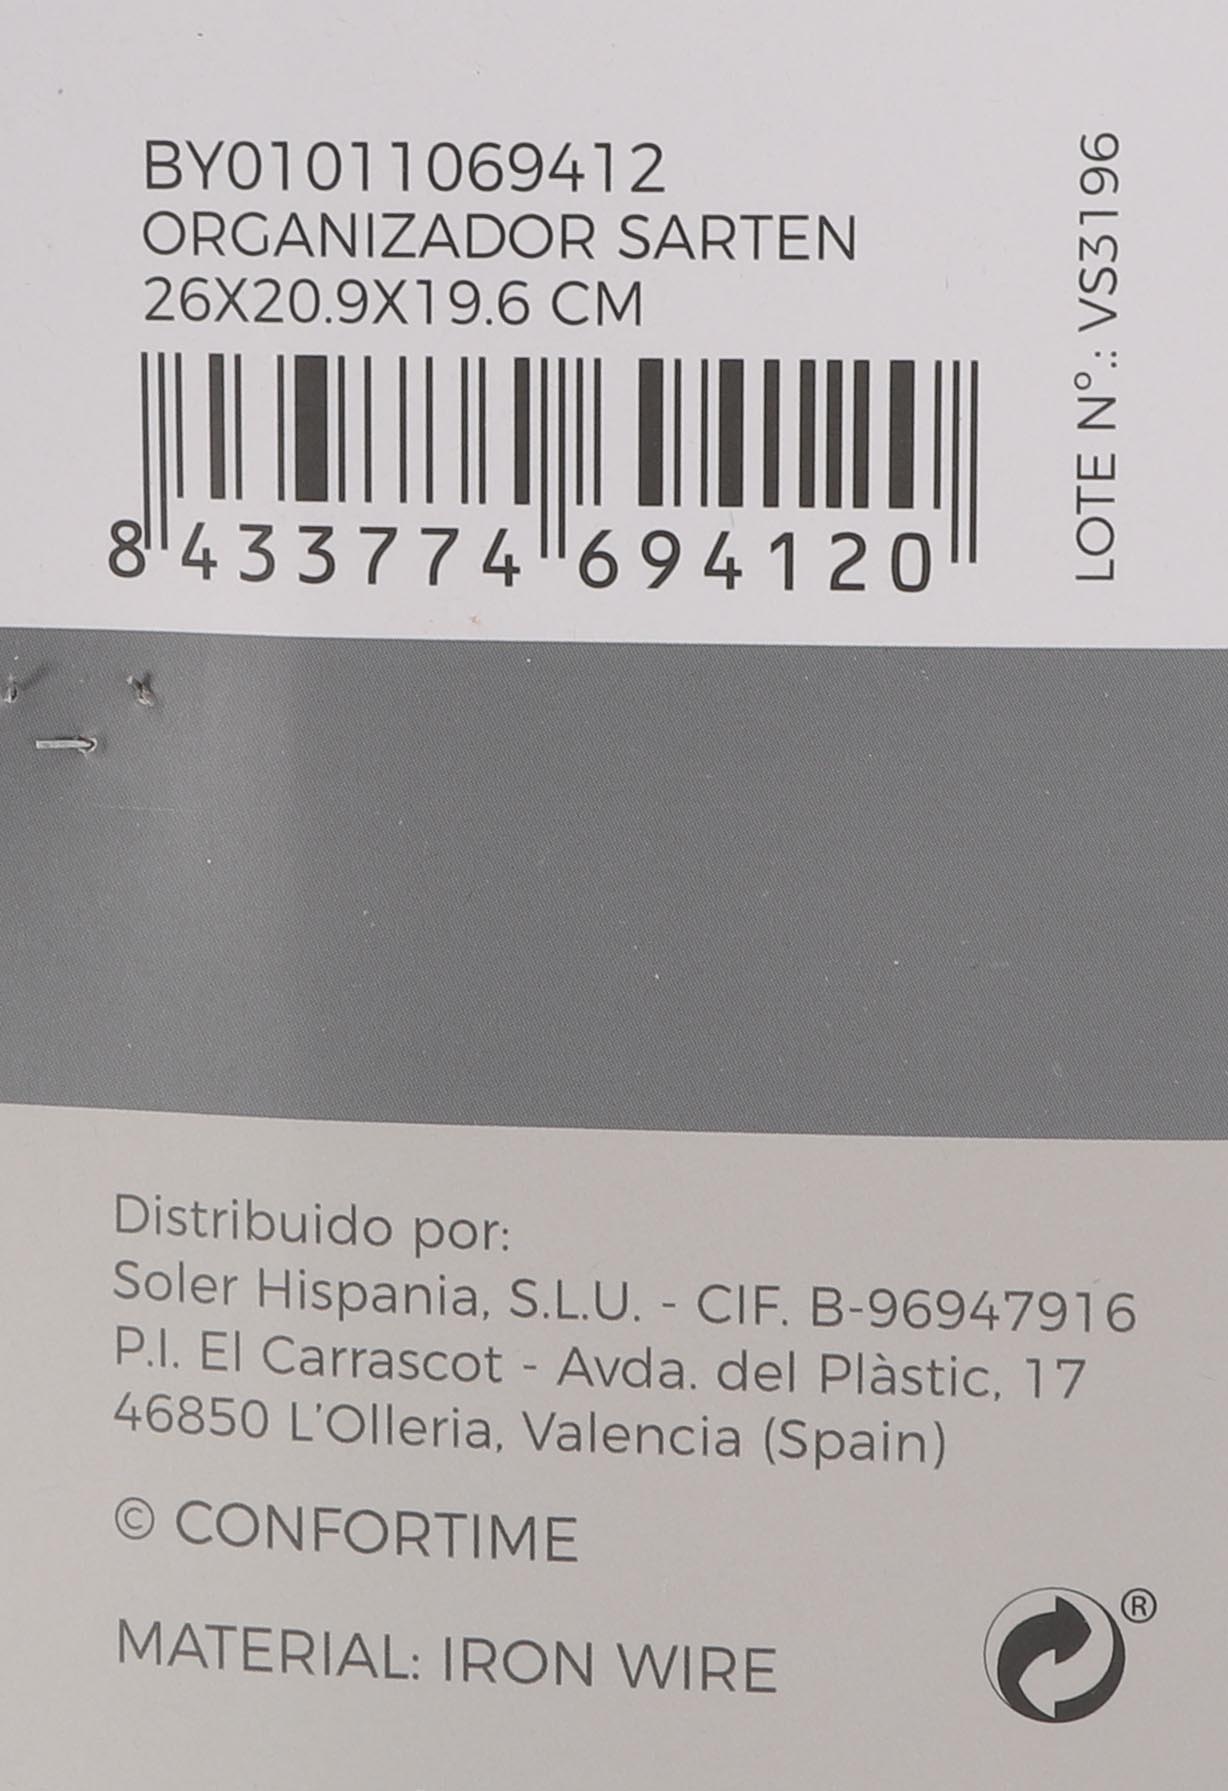 BY01011069412
ORGANIZADOR SARTEN
26X20.9X19.6 CM
8 433774 694120
LOTE Nº.: VS3196
Distribuido por:
Soler Hispania, S.L.U. - CIF. B-96947916
P.I. El Carrascot - Avda. del Plàstic, 17
46850 L'Olleria, Valencia (Spain)
© CONFORTIME
MATERIAL: IRON WIRE
®